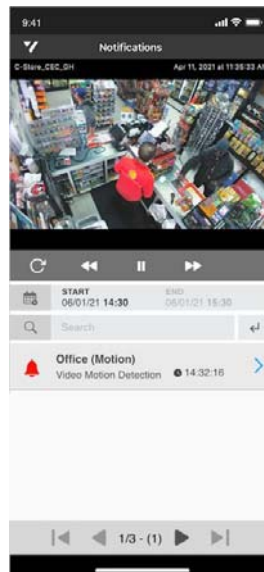 9:41
Notifications
C-Store_CEC_GH Apr 11, 2021 at 11:35:33 AM
START END
06/01/21 14:30 06/01/21 15:30
Search
Office (Motion)
Video Motion Detection 14:32:16
1/3 - (1)